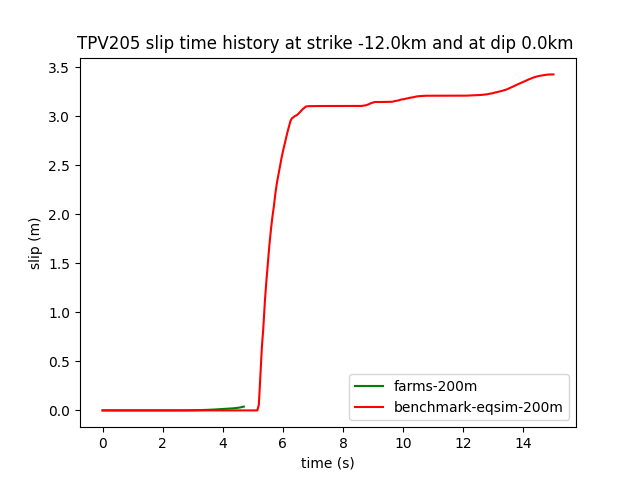 TPV205 slip time history at strike -12.0km and at dip 0.0km
3.5
3.0
2.5
2.0
1.5
1.0
0.5
0.0
slip (m)
farms-200m
benchmark-eqsim-200m
0 2 4 6 8 10 12 14
time (s)